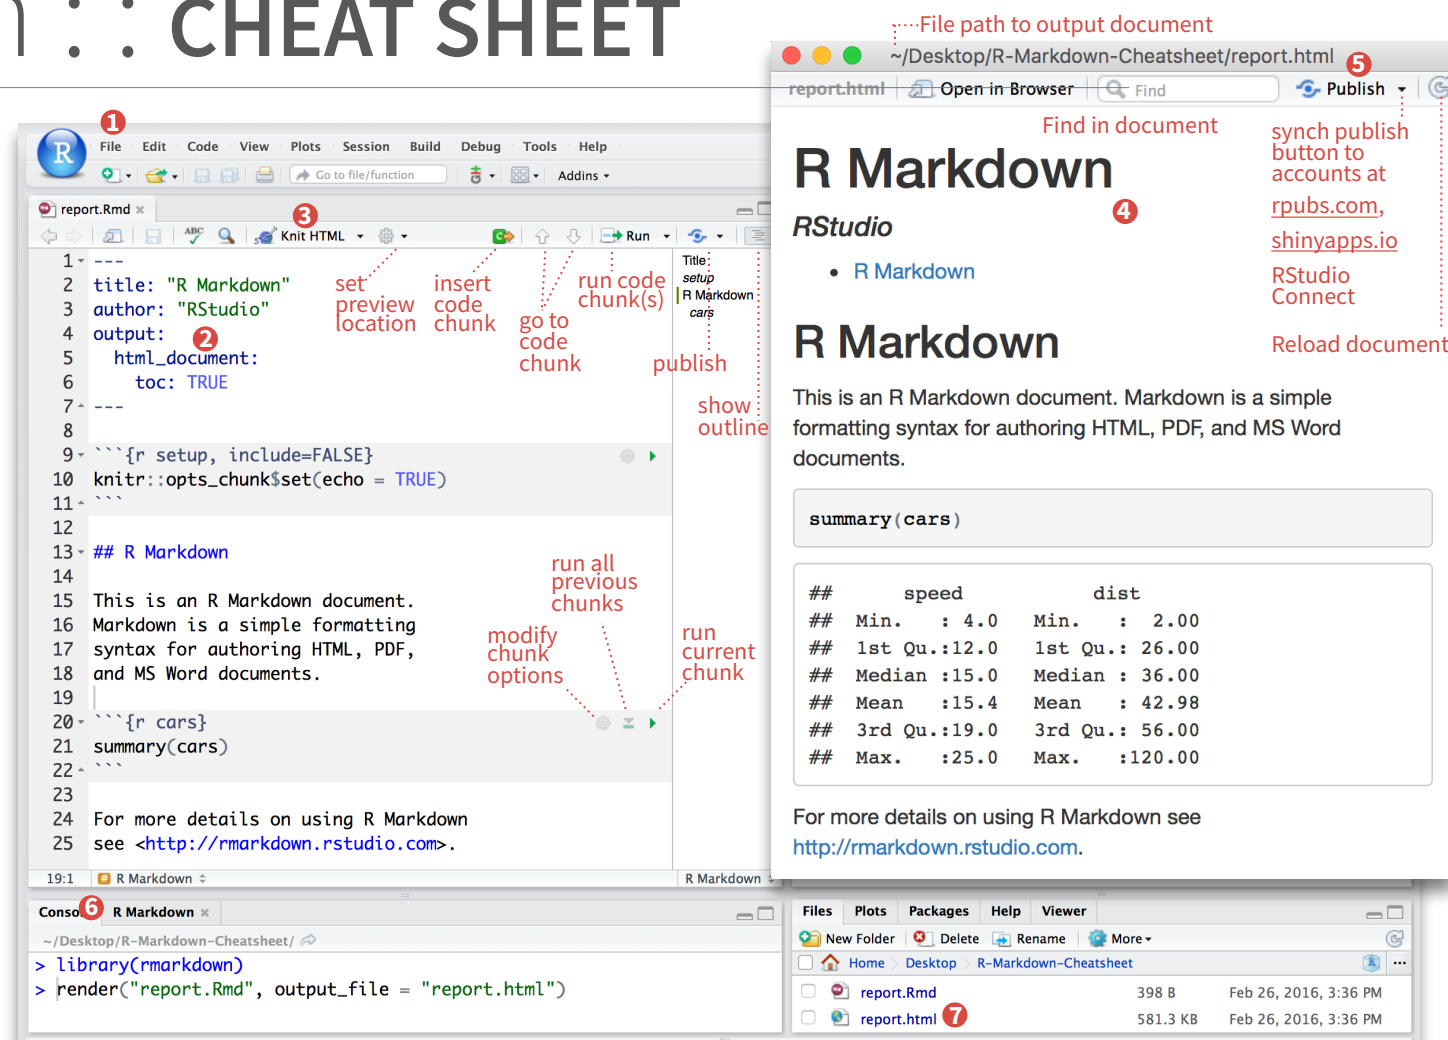 : : CHEAT SHEET
File path to output document
~/Desktop/R-Markdown-Cheatsheet/report.html
5
report.html Open in Browser Find Publish
Find in document
synch publish
button to
accounts at
rpubs.com,
shinyapps.io
RStudio
Connect
Reload document
1
R
File Edit Code View Plots Session Build Debug Tools Help
Go to file/function Addins
report.Rmd
3
ABC Knit HTML C Run
set
preview
location
insert
code
chunk
go to
code
chunk
run code
chunk(s)
publish
show
outline
1 ---
2 title: "R Markdown"
3 author: "RStudio"
4 output:
2
5 html_document:
6 toc: TRUE
7 ---
8
9 ```{r setup, include=FALSE}
10 knitr::opts_chunk$set(echo = TRUE)
11 ```
12
13 ## R Markdown
14
15 This is an R Markdown document.
16 Markdown is a simple formatting
17 syntax for authoring HTML, PDF,
18 and MS Word documents.
19
20 ```{r cars}
21 summary(cars)
22 ```
23
24 For more details on using R Markdown
25 see <http://rmarkdown.rstudio.com>.
run all
previous
chunks
modify
chunk
options
run
current
chunk
19:1 # R Markdown R Markdown
Title
setup
R Markdown
cars
R Markdown
4
RStudio
• R Markdown
R Markdown
This is an R Markdown document. Markdown is a simple
formatting syntax for authoring HTML, PDF, and MS Word
documents.
summary(cars)
## speed dist
## Min. : 4.0 Min. : 2.00
## 1st Qu.:12.0 1st Qu.: 26.00
## Median :15.0 Median : 36.00
## Mean :15.4 Mean : 42.98
## 3rd Qu.:19.0 3rd Qu.: 56.00
## Max. :25.0 Max. :120.00
For more details on using R Markdown see
http://rmarkdown.rstudio.com.
6
R Markdown
~/Desktop/R-Markdown-Cheatsheet/
> library(rmarkdown)
> render("report.Rmd", output_file = "report.html")
Files Plots Packages Help Viewer
New Folder Delete Rename More
Home Desktop R-Markdown-Cheatsheet R ...
report.Rmd 398 B Feb 26, 2016, 3:36 PM
report.html 7 581.3 KB Feb 26, 2016, 3:36 PM